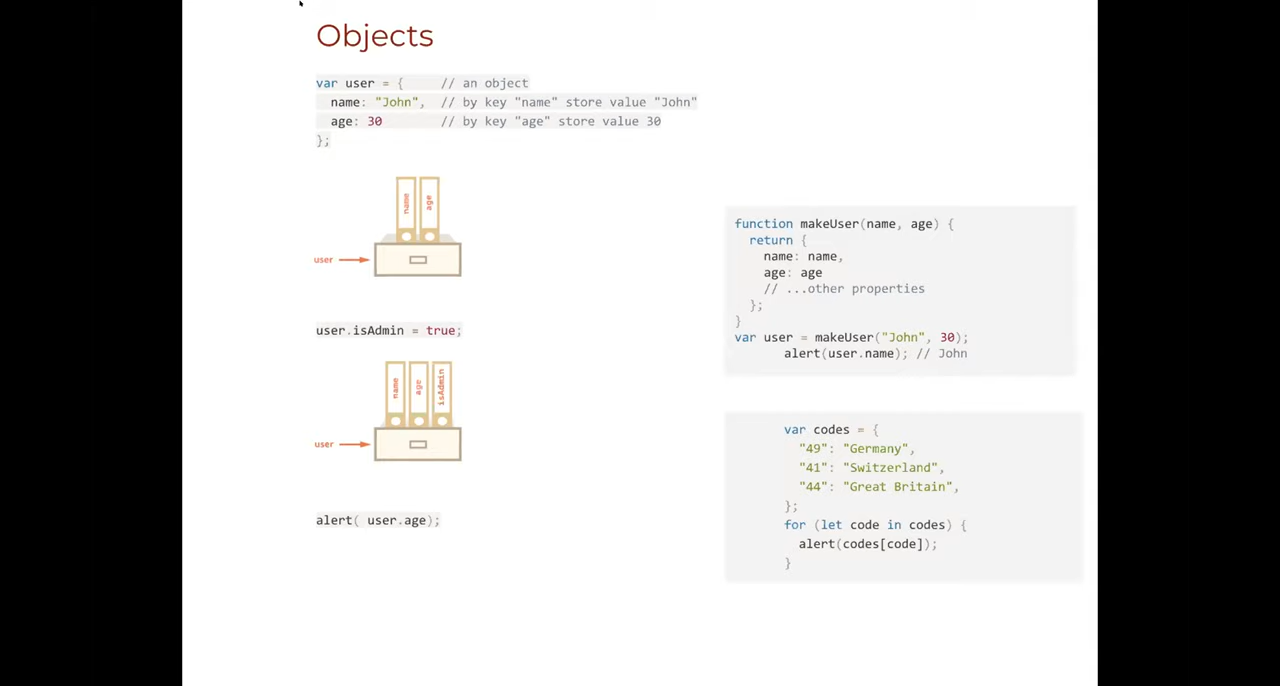 Objects
var user = {     // an object
  name: "John",  // by key "name" store value "John"
  age: 30        // by key "age" store value 30
};
name
age
user
user.isAdmin = true;
name
age
isAdmin
user
alert( user.age);
function makeUser(name, age) {
  return {
    name: name,
    age: age
    // ...other properties
  };
}
var user = makeUser("John", 30);
alert(user.name); // John
var codes = {
  "49": "Germany",
  "41": "Switzerland",
  "44": "Great Britain",
};
for (let code in codes) {
  alert(codes[code]);
}